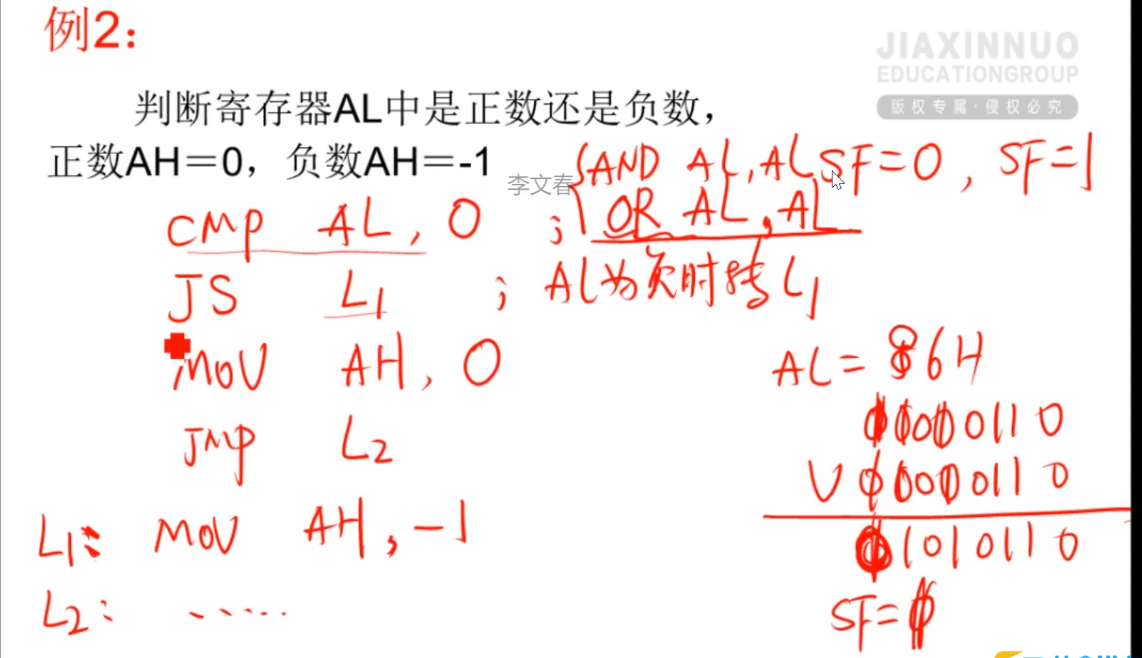 例2：
JIAXINNUO
EDUCATIONGROUP
版权专属·侵权必究
判断寄存器AL中是正数还是负数，
正数AH＝0，负数AH＝-1
李文春
AND AL, AL SF=0, SF=1
CMP AL, 0 ; OR AL, AL
JS L1 ; AL为负时转L1
MOV AH, 0
AL= 86H
JMP L2
L1: MOV AH, -1
L2: ......
SF=